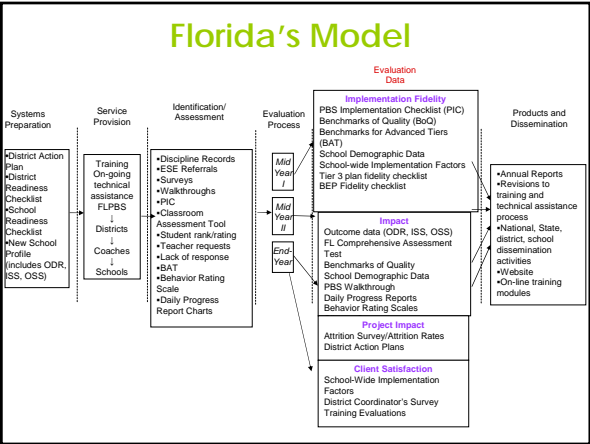 Florida's Model
Evaluation
Data
Systems
Preparation
Service
Provision
Identification/
Assessment
Evaluation
Process
Products and
Dissemination
▪District Action
Plan
▪District
Readiness
Checklist
▪School
Readiness
Checklist
▪New School
Profile
(includes ODR,
ISS, OSS)
Training
On-going
technical
assistance
FLPBS
↓
Districts
↓
Coaches
↓
Schools
▪Discipline Records
▪ESE Referrals
▪Surveys
▪Walkthroughs
▪PIC
▪Classroom
Assessment Tool
▪Student rank/rating
▪Teacher requests
▪Lack of response
▪BAT
▪Behavior Rating
Scale
▪Daily Progress
Report Charts
Mid
Year
I
Mid
Year
II
End-
Year
Implementation Fidelity
PBS Implementation Checklist (PIC)
Benchmarks of Quality (BoQ)
Benchmarks for Advanced Tiers
(BAT)
School Demographic Data
School-wide Implementation Factors
Tier 3 plan fidelity checklist
BEP Fidelity checklist
Impact
Outcome data (ODR, ISS, OSS)
FL Comprehensive Assessment
Test
Benchmarks of Quality
School Demographic Data
PBS Walkthrough
Daily Progress Reports
Behavior Rating Scales
Project Impact
Attrition Survey/Attrition Rates
District Action Plans
Client Satisfaction
School-Wide Implementation
Factors
District Coordinator's Survey
Training Evaluations
▪Annual Reports
▪Revisions to
training and
technical assistance
process
▪National, State,
district, school
dissemination
activities
▪Website
▪On-line training
modules